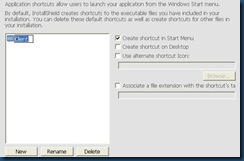 Application shortcuts allow users to launch your application from the Windows Start menu.
By default, InstallShield creates shortcuts to the executable files you have included in your
installation. You can delete these default shortcuts as well as create shortcuts for other files in
your installation.
Client
Create shortcut in Start Menu
Create shortcut on Desktop
Use alternate shortcut Icon:
Browse...
Associate a file extension with the shortcut's ta
New
Rename
Delete